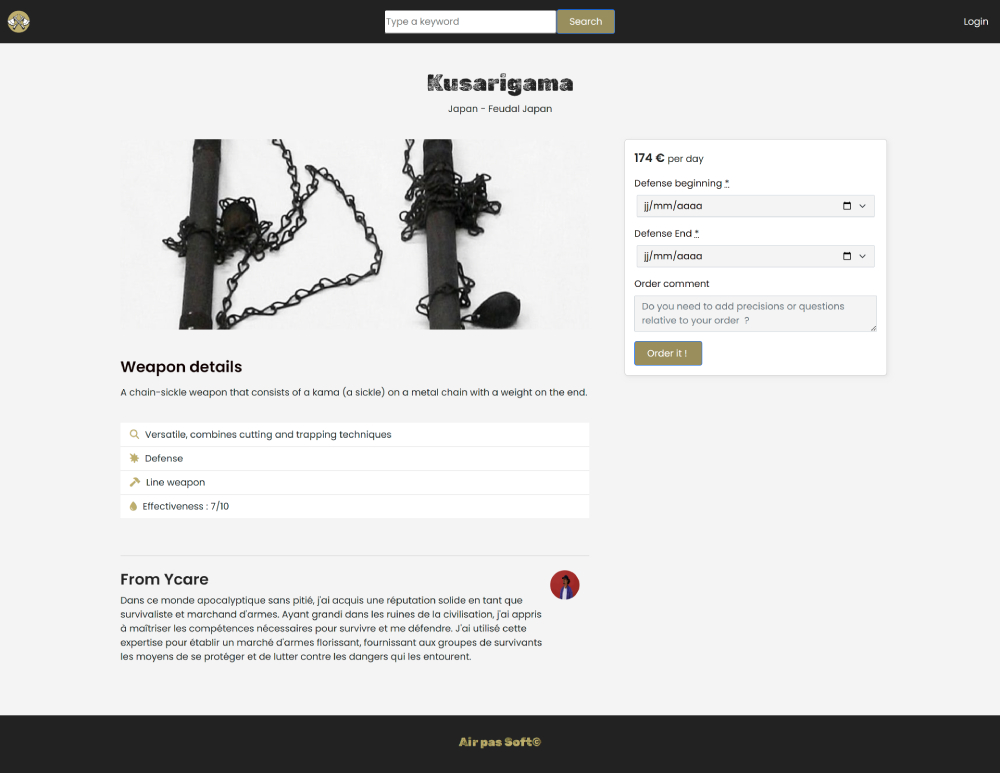 Type a keyword
Search
Login
Kusarigama
Japan - Feudal Japan
174 € per day
Defense beginning *
jj/mm/aaaa
Defense End *
jj/mm/aaaa
Order comment
Do you need to add precisions or questions
relative to your order  ?
Order it !
Weapon details
A chain-sickle weapon that consists of a kama (a sickle) on a metal chain with a weight on the end.
Versatile, combines cutting and trapping techniques
Defense
Line weapon
Effectiveness : 7/10
From Ycare
Dans ce monde apocalyptique sans pitié, j'ai acquis une réputation solide en tant que
survivaliste et marchand d'armes. Ayant grandi dans les ruines de la civilisation, j'ai appris
à maîtriser les compétences nécessaires pour survivre et me défendre. J'ai utilisé cette
expertise pour établir un marché d'armes florissant, fournissant aux groupes de survivants
les moyens de se protéger et de lutter contre les dangers qui les entourent.
Air pas Soft©